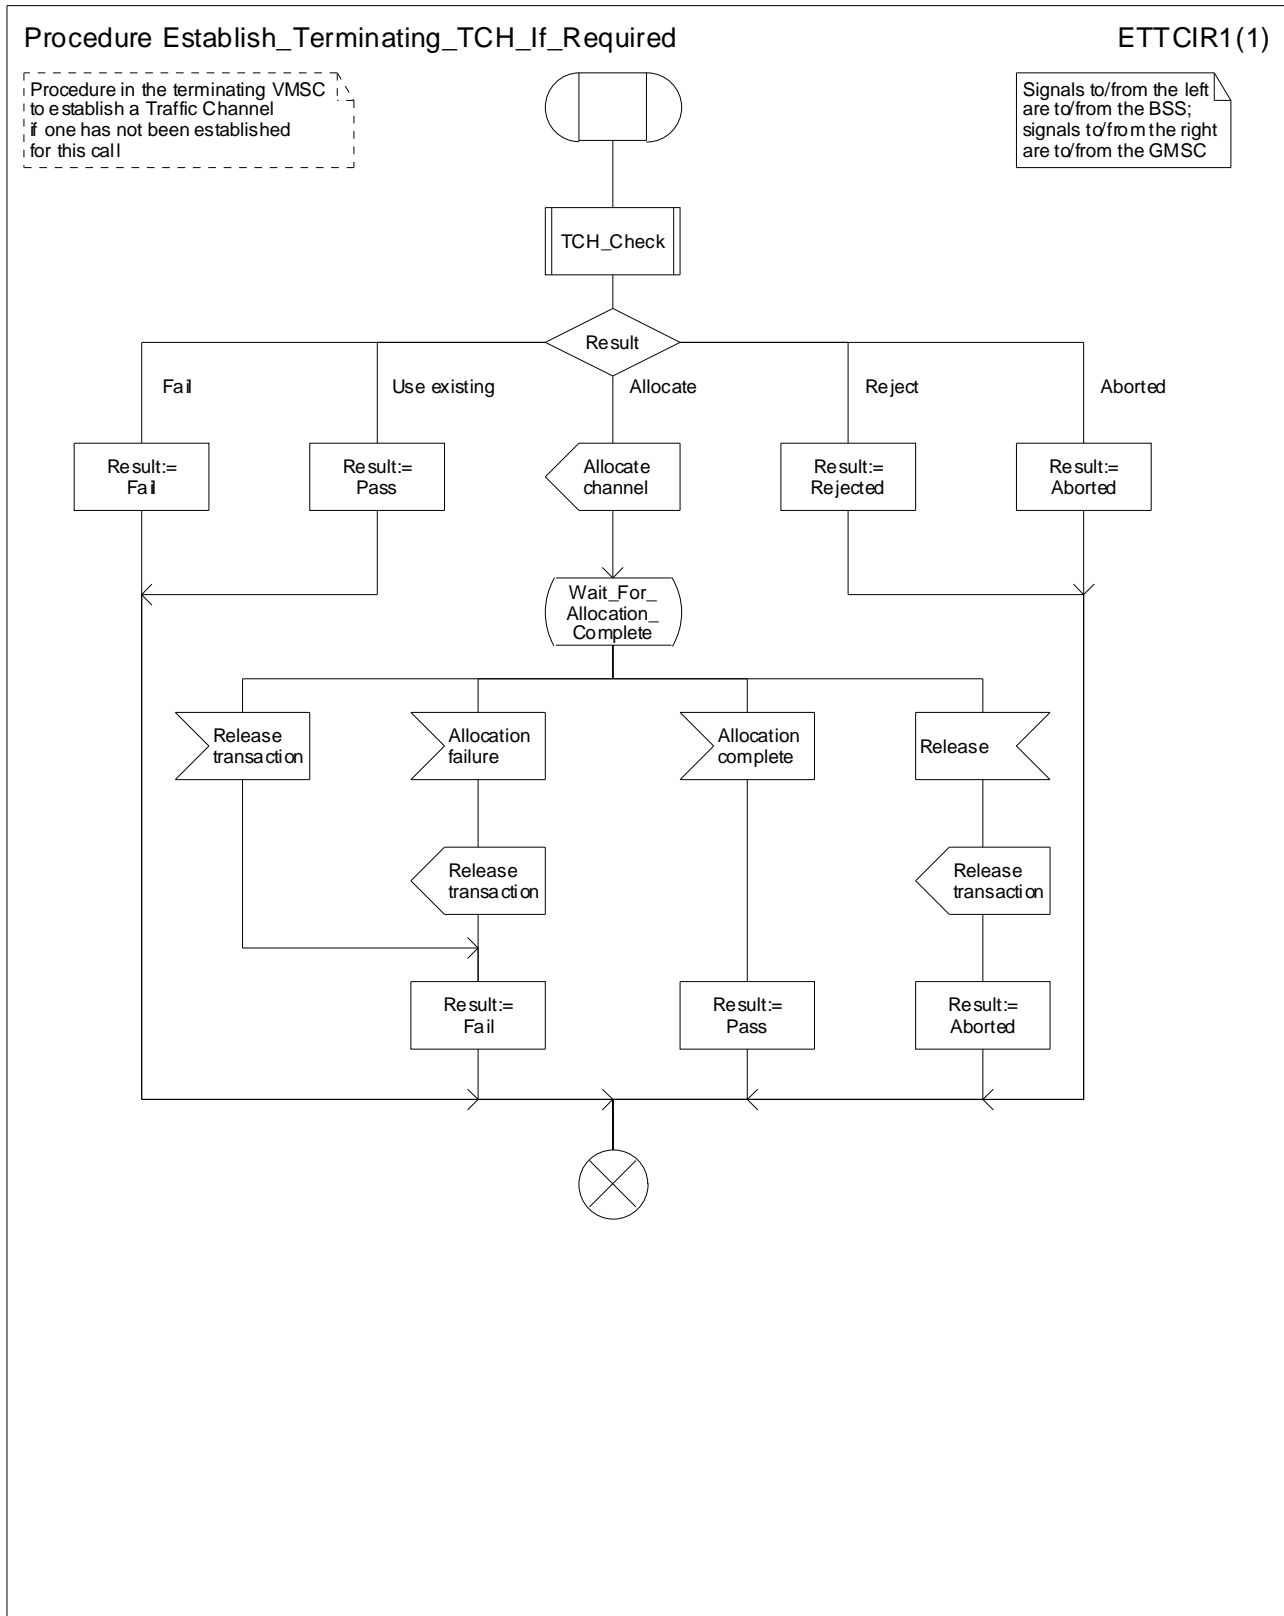 Procedure Establish_Terminating_TCH_If_Required
ETTCIR1(1)
Procedure in the terminating VMSC
to establish a Traffic Channel
if one has not been established
for this call
Signals to/from the left
are to/from the BSS;
signals to/from the right
are to/from the GMSC
TCH_Check
Result
Fail
Use existing
Allocate
Reject
Aborted
Result:=
Fail
Result:=
Pass
Allocate
channel
Result:=
Rejected
Result:=
Aborted
Wait_For_
Allocation_
Complete
Release
transaction
Allocation
failure
Allocation
complete
Release
Release
transaction
Release
transaction
Result:=
Fail
Result:=
Pass
Result:=
Aborted